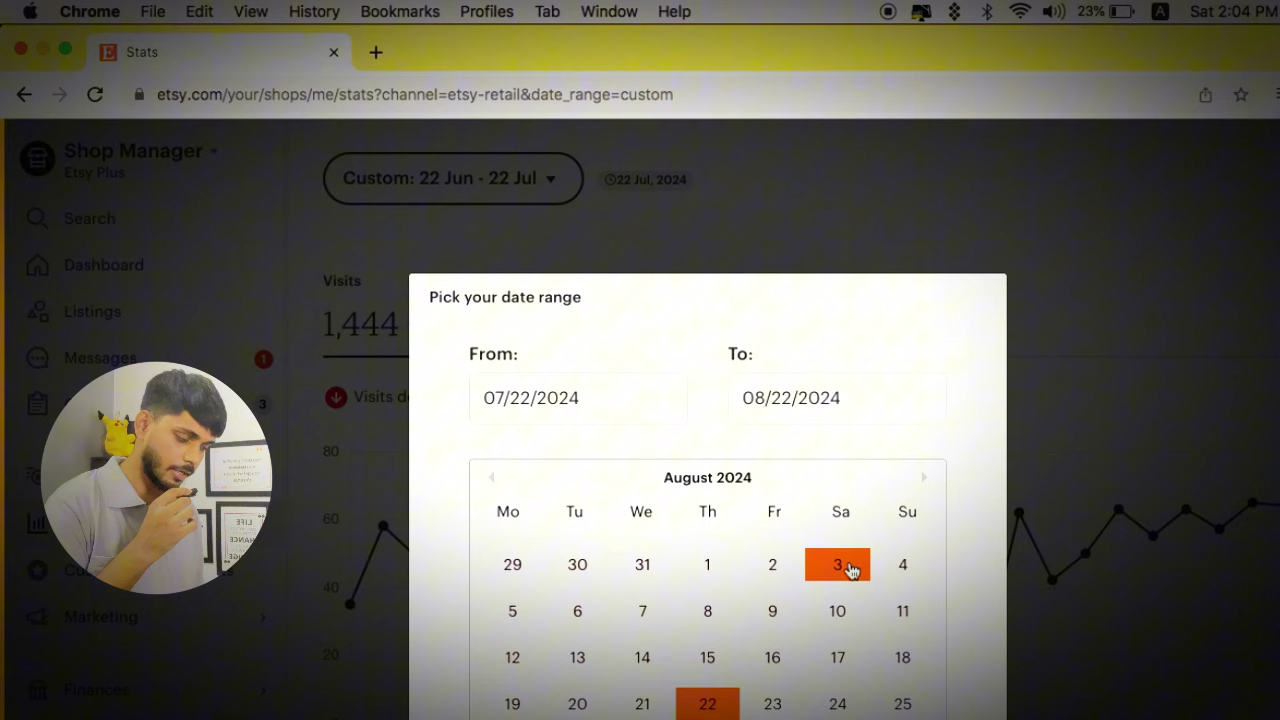 Chrome File Edit View History Bookmarks Profiles Tab Window Help 23% A Sat 2:04 PM
Stats
etsy.com/your/shops/me/stats?channel=etsy-retail&date_range=custom
Shop Manager
Etsy Plus
Custom: 22 Jun - 22 Jul
22 Jul, 2024
Search
Dashboard
Listings
Messages 1
3
Marketing
Finances
Visits
1,444
Visits d
80
60
40
20
Pick your date range
From: To:
07/22/2024 08/22/2024
August 2024
Mo Tu We Th Fr Sa Su
29 30 31 1 2 3 4
5 6 7 8 9 10 11
12 13 14 15 16 17 18
19 20 21 22 23 24 25